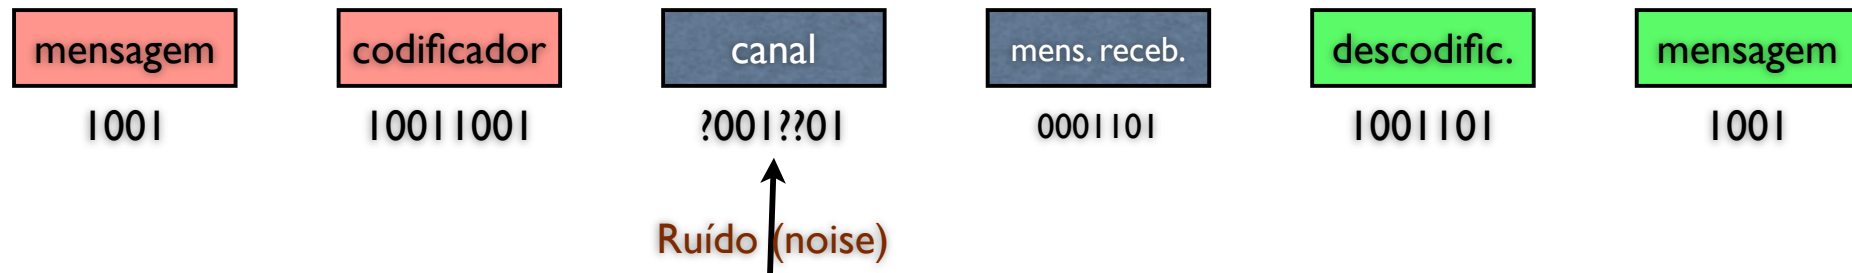 mensagem codificador canal mens. receb. descodific. mensagem
1001 10011001 ?001??01 0001101 1001101 1001
Ruído (noise)